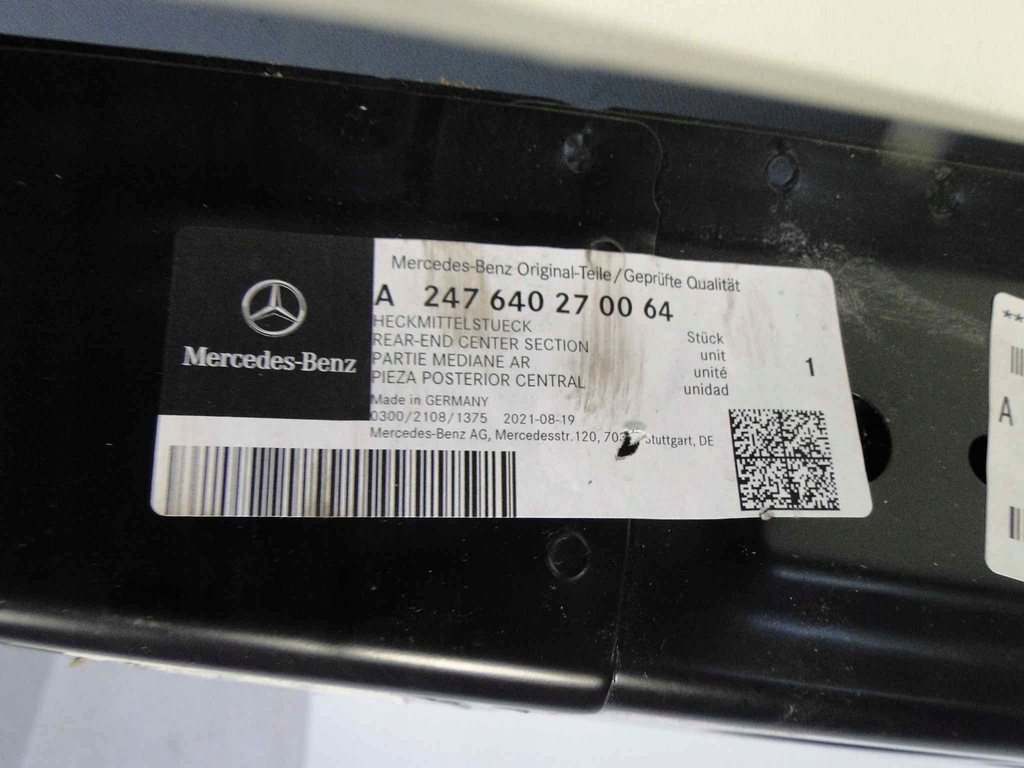 Mercedes-Benz Original-Teile/Geprüfte Qualität
A 247 640 27 00 64
HECKMITTELSTUECK
REAR-END CENTER SECTION
PARTIE MEDIANE AR
PIEZA POSTERIOR CENTRAL
Stück
unit
unité
unidad
1
Made in GERMANY
0300/2108/1375 2021-08-19
Mercedes-Benz AG, Mercedesstr.120, Stuttgart, DE
Mercedes-Benz
**
A